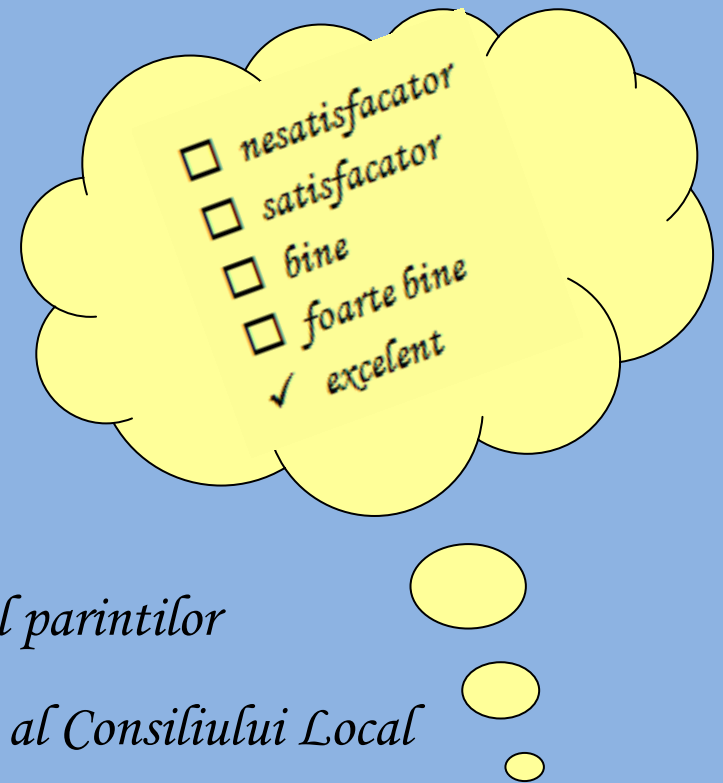 nesatisfacator
satisfacator
bine
foarte bine
✓ excelent
l parintilor
al Consiliului Local